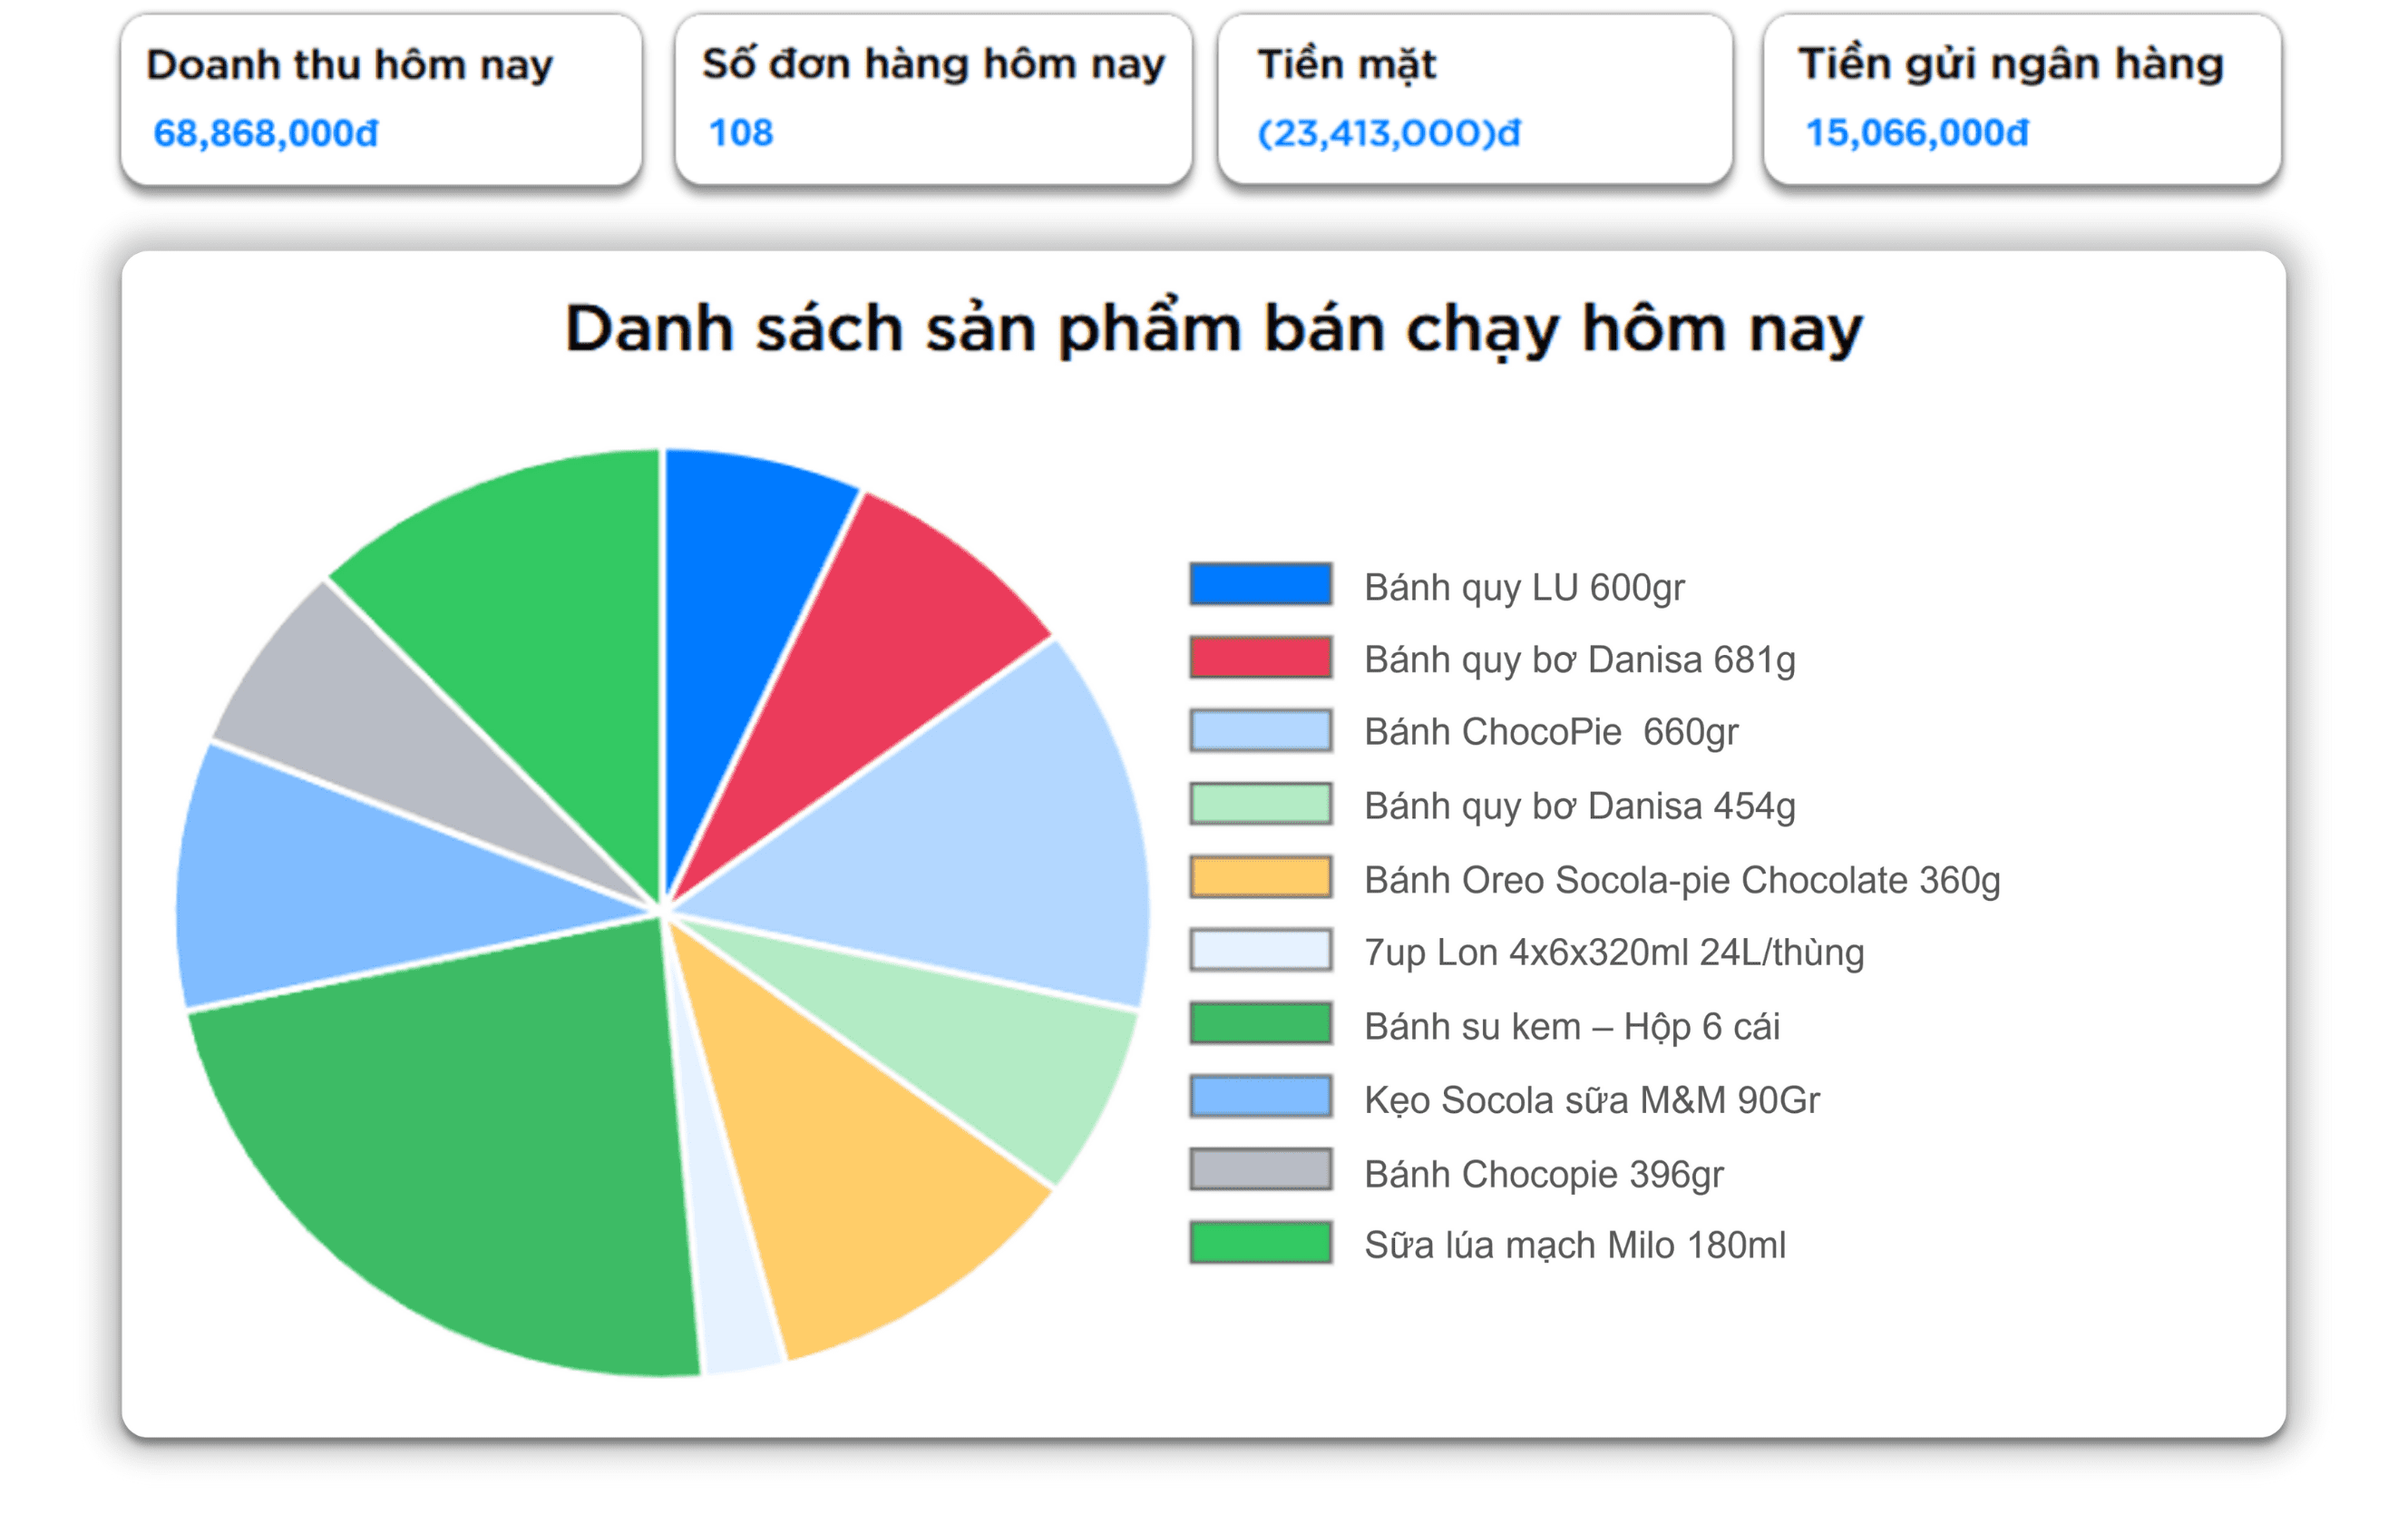 Doanh thu hôm nay
68,868,000đ
Số đơn hàng hôm nay
108
Tiền mặt
(23,413,000)đ
Tiền gửi ngân hàng
15,066,000đ
Danh sách sản phẩm bán chạy hôm nay
Bánh quy LU 600gr
Bánh quy bơ Danisa 681g
Bánh ChocoPie  660gr
Bánh quy bơ Danisa 454g
Bánh Oreo Socola-pie Chocolate 360g
7up Lon 4x6x320ml 24L/thùng
Bánh su kem – Hộp 6 cái
Kẹo Socola sữa M&M 90Gr
Bánh Chocopie 396gr
Sữa lúa mạch Milo 180ml